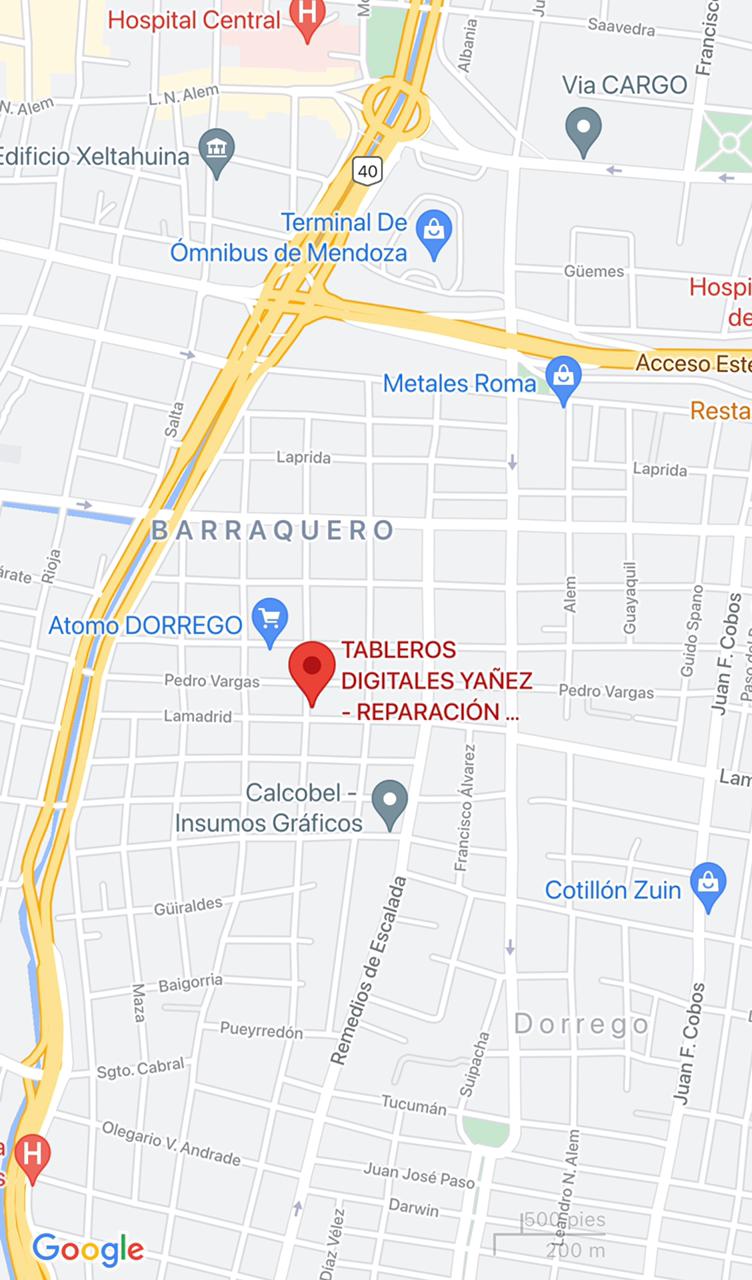 Hospital Central
Albania
Saavedra
Francisco
Via CARGO
N. Alem
L. N. Alem
Edificio Xeltahuina
40
Terminal De
Ómnibus de Mendoza
Güemes
Hospi
de
Acceso Este
Metales Roma
Resta
Salta
Laprida
Laprida
BARRAQUERO
Rioja
árate
Alem
Guayaquil
Guido Spano
Juan F. Cobos
Paso del
Atomo DORREGO
TABLEROS
DIGITALES YAÑEZ
- REPARACIÓN ...
Pedro Vargas
Pedro Vargas
Lamadrid
Lam
Francisco Álvarez
Calcobel -
Insumos Gráficos
Cotillón Zuin
Güiraldes
Remedios de Escalada
Baigorria
Maza
Pueyrredón
Dorrego
Juan F. Cobos
Sgto. Cabral
Suipacha
Tucumán
Olegario V. Andrade
Leandro N. Alem
Juan José Paso
Darwin
Díaz Vélez
500 pies
200 m
Google